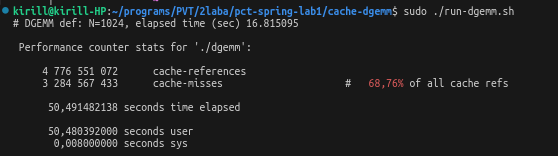 kirill@kirill-HP:~/programs/PVT/2laba/pct-spring-lab1/cache-dgemm$ sudo ./run-dgemm.sh
# DGEMM def: N=1024, elapsed time (sec) 16.815095
Performance counter stats for './dgemm':
4 776 551 072 cache-references
3 284 567 433 cache-misses # 68,76% of all cache refs
50,491482138 seconds time elapsed
50,480392000 seconds user
0,008000000 seconds sys